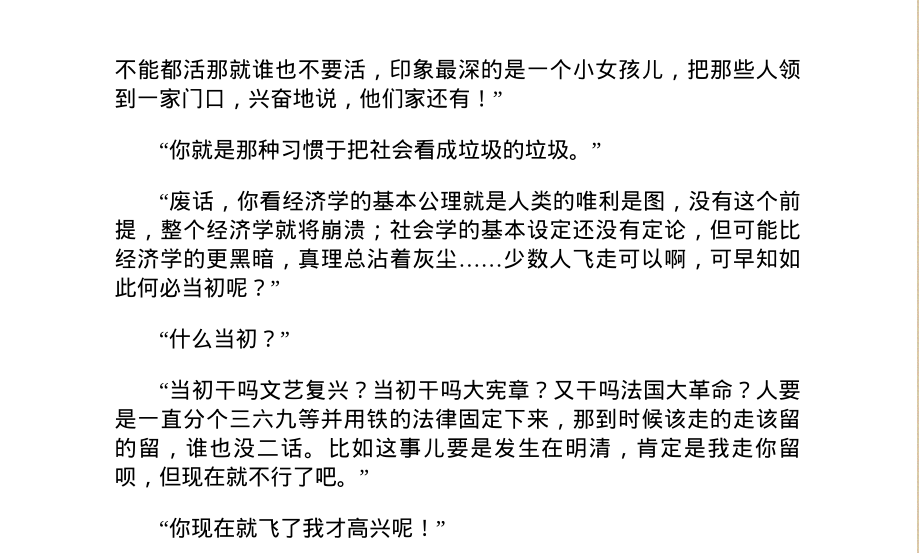 不能都活那就谁也不要活，印象最深的是一个小女孩儿，把那些人领
到一家门口，兴奋地说，他们家还有！”
“你就是那种习惯于把社会看成垃圾的垃圾。”
“废话，你看经济学的基本公理就是人类的唯利是图，没有这个前
提，整个经济学就将崩溃；社会学的基本设定还没有定论，但可能比
经济学的更黑暗，真理总沾着灰尘……少数人飞走可以啊，可早知如
此何必当初呢？”
“什么当初？”
“当初干吗文艺复兴？当初干吗大宪章？又干吗法国大革命？人要
是一直分个三六九等并用铁的法律固定下来，那到时候该走的走该留
的留，谁也没二话。比如这事儿要是发生在明清，肯定是我走你留
呗，但现在就不行了吧。”
“你现在就飞了我才高兴呢！”